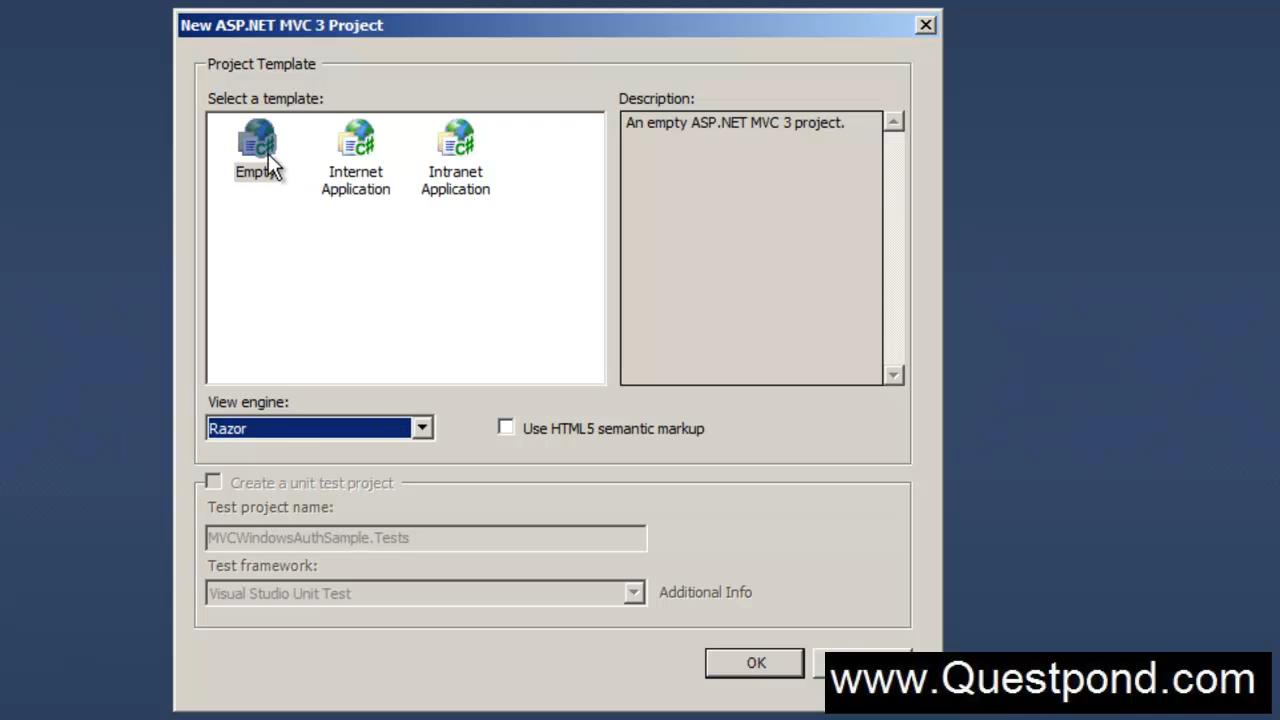 New ASP.NET MVC 3 Project
Project Template
Select a template:
Description:
An empty ASP.NET MVC 3 project.
Empty
Internet Application
Intranet Application
View engine:
Razor
Use HTML5 semantic markup
Create a unit test project
Test project name:
MVCWindowsAuthSample.Tests
Test framework:
Visual Studio Unit Test
Additional Info
OK
www.Questpond.com